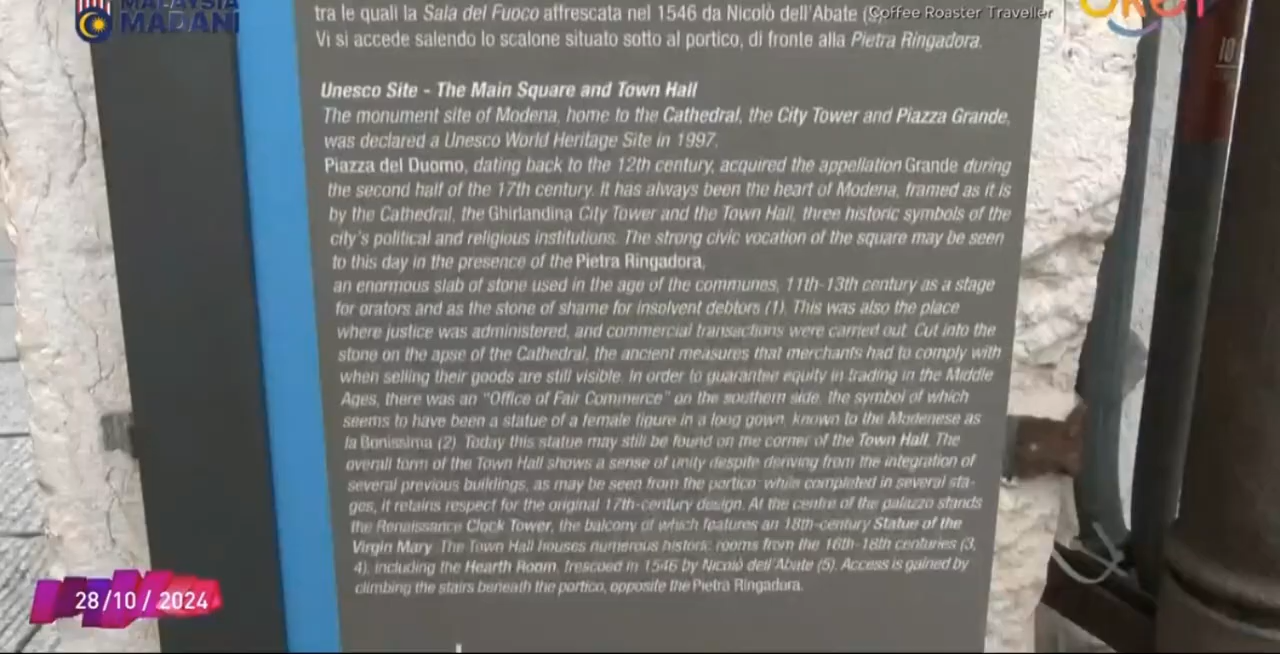 MALAYSIA
MADANI
OKEY
Coffee Roaster Traveller
tra le quali la Sala del Fuoco affrescata nel 1546 da Nicolò dell'Abate
Vi si accede salendo lo scalone situato sotto al portico, di fronte alla Pietra Ringadora.
Unesco Site - The Main Square and Town Hall
The monument site of Modena, home to the Cathedral, the City Tower and Piazza Grande,
was declared a Unesco World Heritage Site in 1997.
Piazza del Duomo, dating back to the 12th century, acquired the appellation Grande during
the second half of the 17th century. It has always been the heart of Modena, framed as it is
by the Cathedral, the Ghirlandina City Tower and the Town Hall, three historic symbols of the
city's political and religious institutions. The strong civic vocation of the square may be seen
to this day in the presence of the Pietra Ringadora,
an enormous slab of stone used in the age of the communes, 11th-13th century as a stage
for orators and as the stone of shame for insolvent debtors (1). This was also the place
where justice was administered, and commercial transactions were carried out. Cut into the
stone on the apse of the Cathedral, the ancient measures that merchants had to comply with
when selling their goods are still visible. In order to guarantee equity in trading in the Middle
Ages, there was an "Office of Fair Commerce" on the southern side, the symbol of which
seems to have been a statue of a female figure in a long gown, known to the Modenese as
la Bonissima (2). Today this statue may still be found on the corner of the Town Hall. The
overall form of the Town Hall shows a sense of unity despite deriving from the integration of
several previous buildings, as may be seen from the portico: while completed in several sta-
ges, it retains respect for the original 17th-century design. At the centre of the palazzo stands
the Renaissance Clock Tower, the balcony of which features an 18th-century Statue of the
Virgin Mary. The Town Hall houses numerous historic rooms from the 16th-18th centuries (3,
4), including the Hearth Room, frescoed in 1546 by Nicolò dell'Abate (5). Access is gained by
climbing the stairs beneath the portico, opposite the Pietra Ringadora.
28/10/2024